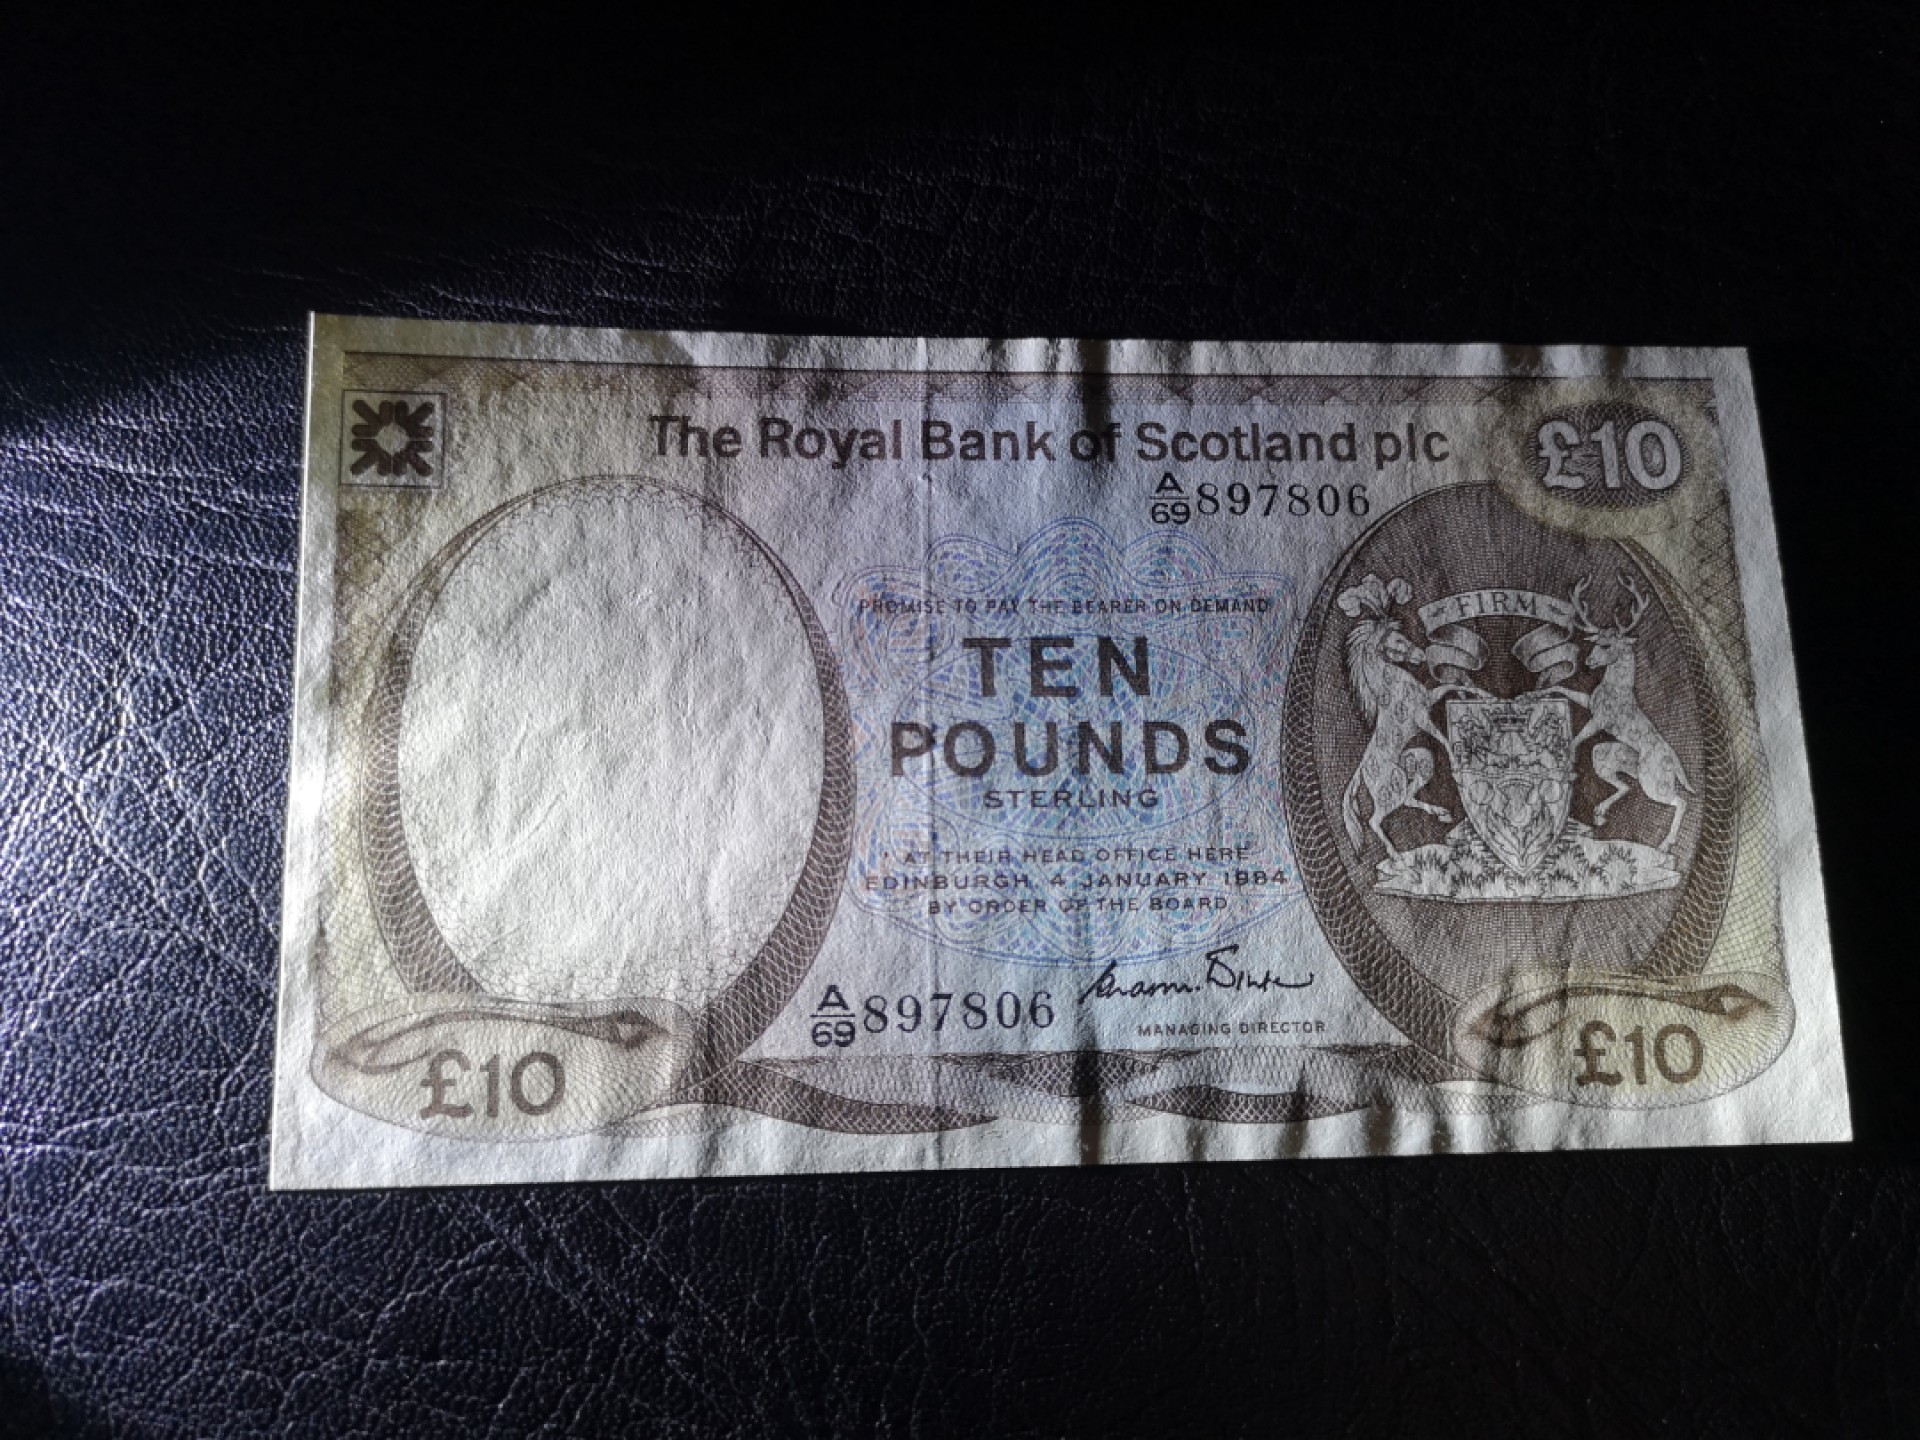 The Royal Bank of Scotland plc
£10
A/69 897806
FIRM
PROMISE TO PAY THE BEARER ON DEMAND
TEN
POUNDS
STERLING
AT THEIR HEAD OFFICE HERE
EDINBURGH, 4 JANUARY 1984
BY ORDER OF THE BOARD
A/69 897806
MANAGING DIRECTOR
£10
£10